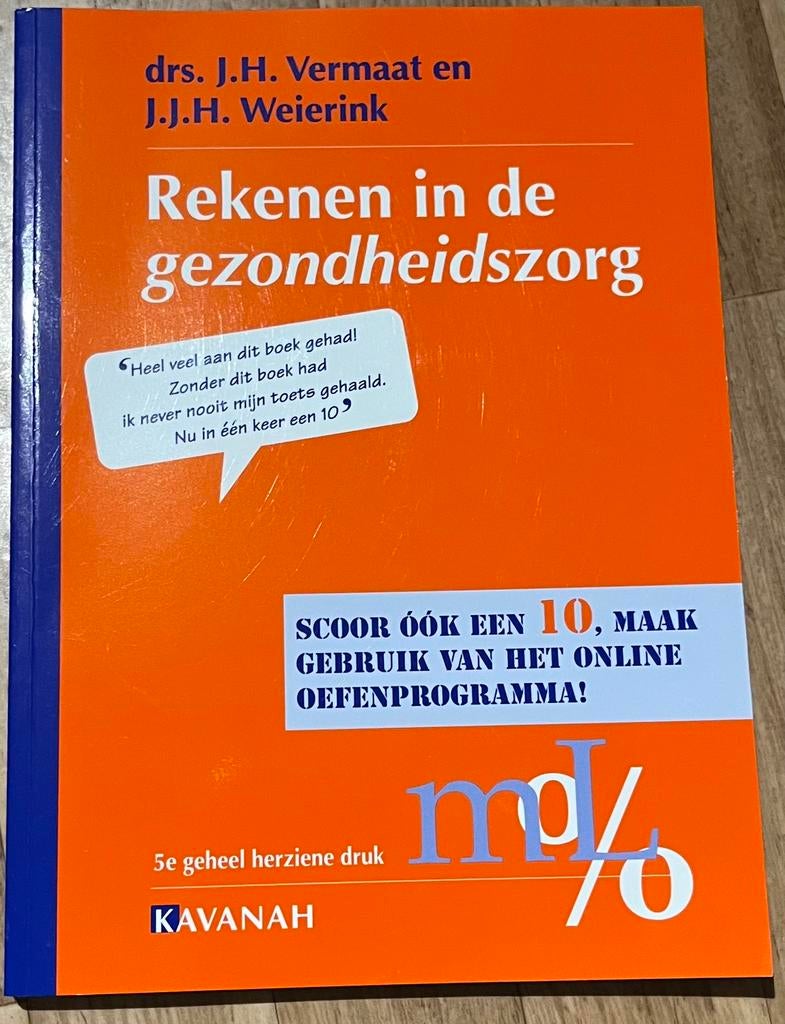 drs. J.H. Vermaat en
J.J.H. Weierink
Rekenen in de
gezondheidszorg
‘Heel veel aan dit boek gehad!
Zonder dit boek had
ik never nooit mijn toets gehaald.
Nu in één keer een 10’
SCOOR ÓÓK EEN 10, MAAK
GEBRUIK VAN HET ONLINE
OEFENPROGRAMMA!
mL
%
5e geheel herziene druk
KAVANAH